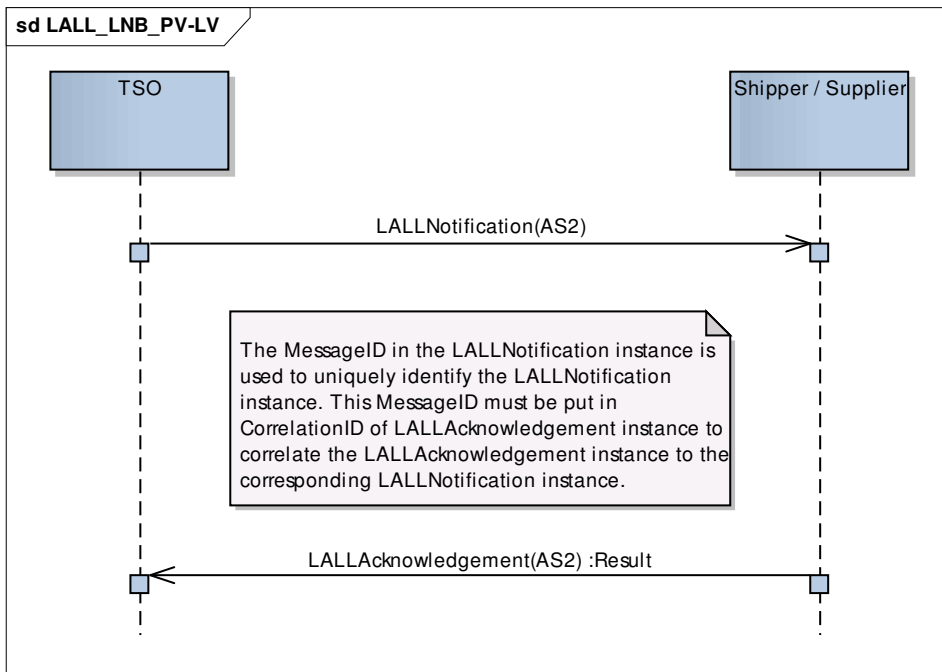 sd LALL_LNB_PV-LV
TSO
Shipper / Supplier
LALLNotification(AS2)
The MessageID in the LALLNotification instance is
used to uniquely identify the LALLNotification
instance. This MessageID must be put in
CorrelationID of LALLAcknowledgement instance to
correlate the LALLAcknowledgement instance to the
corresponding LALLNotification instance.
LALLAcknowledgement(AS2) :Result